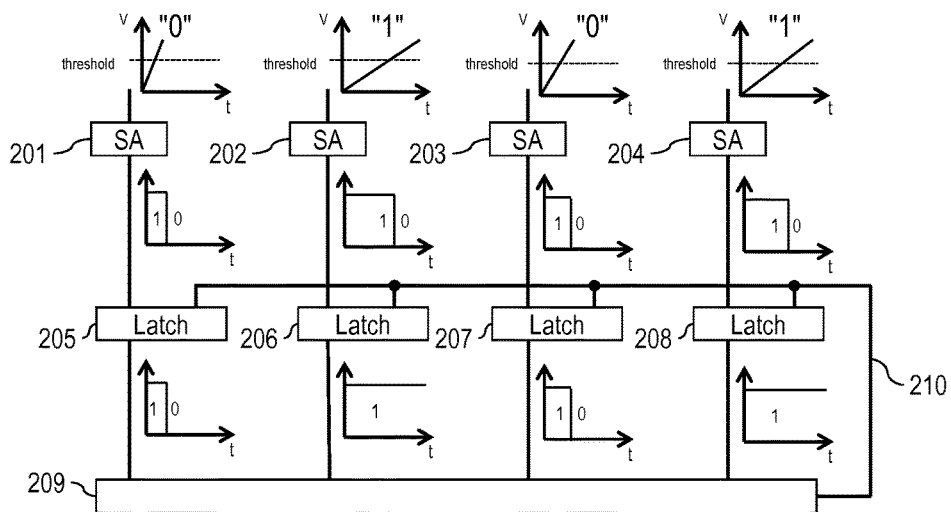 V "0" V "1" V "0" V "1"
threshold threshold threshold threshold
t t t t
201 SA 202 SA 203 SA 204 SA
1 0 1 0 1 0 1 0
t t t t
205 Latch 206 Latch 207 Latch 208 Latch
210
1 0 1 1 0 1
t t t t
209